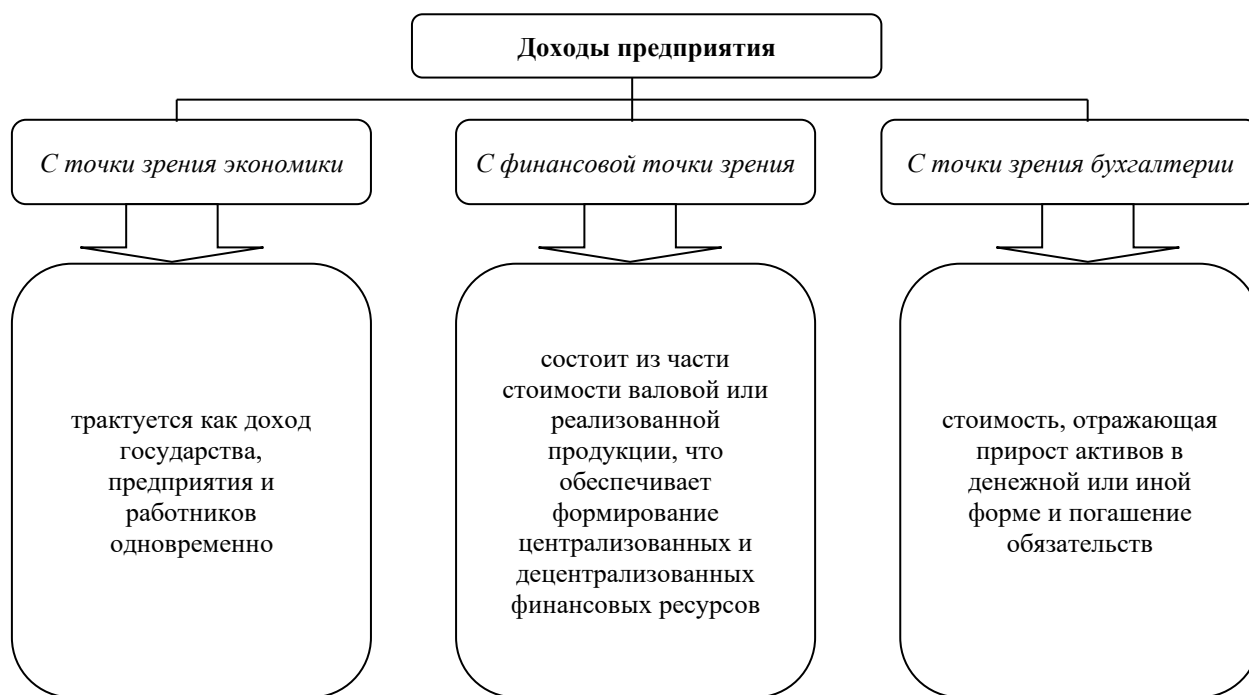 Доходы предприятия
С точки зрения экономики
С финансовой точки зрения
С точки зрения бухгалтерии
трактуется как доход
государства,
предприятия и
работников
одновременно
состоит из части
стоимости валовой или
реализованной
продукции, что
обеспечивает
формирование
централизованных и
децентрализованных
финансовых ресурсов
стоимость, отражающая
прирост активов в
денежной или иной
форме и погашение
обязательств